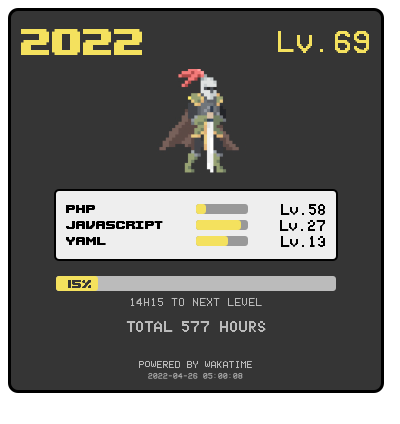 2022 Lv.69
PHP Lv.58
JAVASCRIPT Lv.27
YAML Lv.13
15%
14H15 TO NEXT LEVEL
TOTAL 577 HOURS
POWERED BY WAKATIME
2022-04-26 05:00:08